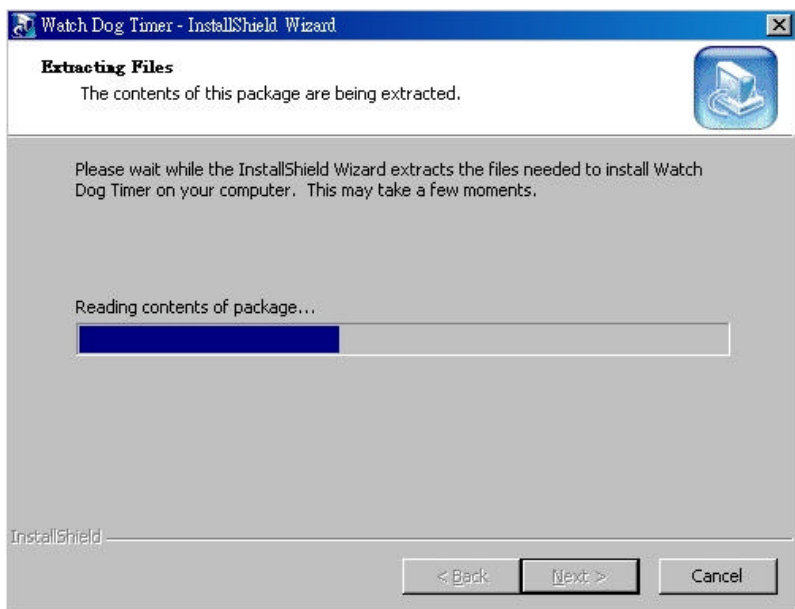 Watch Dog Timer - InstallShield Wizard
Extracting Files
The contents of this package are being extracted.
Please wait while the InstallShield Wizard extracts the files needed to install Watch
Dog Timer on your computer.  This may take a few moments.
Reading contents of package...
InstallShield
< Back
Next >
Cancel